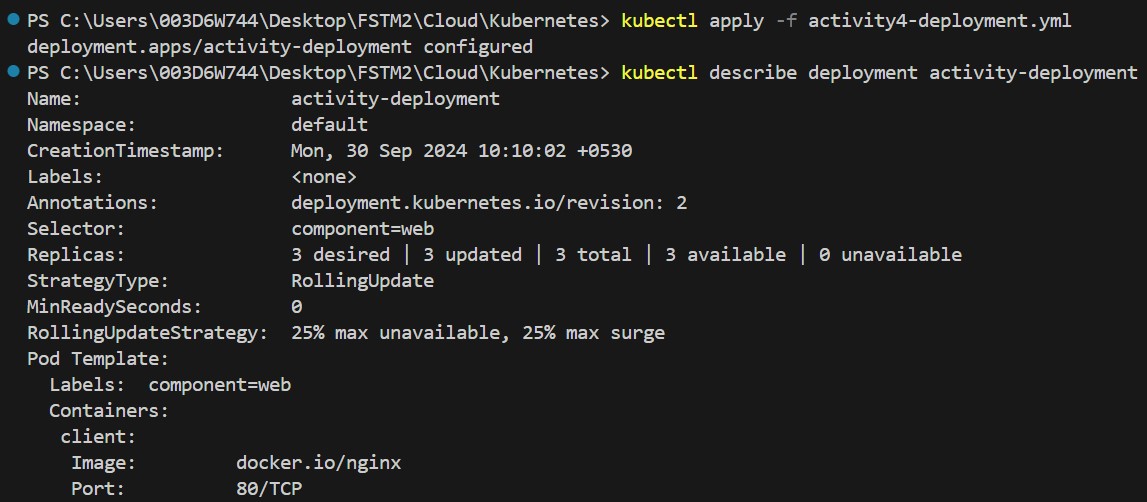 PS C:\Users\003D6W744\Desktop\FSTM2\Cloud\Kubernetes> kubectl apply -f activity4-deployment.yml
deployment.apps/activity-deployment configured
PS C:\Users\003D6W744\Desktop\FSTM2\Cloud\Kubernetes> kubectl describe deployment activity-deployment
Name:                   activity-deployment
Namespace:              default
CreationTimestamp:      Mon, 30 Sep 2024 10:10:02 +0530
Labels:                 <none>
Annotations:            deployment.kubernetes.io/revision: 2
Selector:               component=web
Replicas:               3 desired | 3 updated | 3 total | 3 available | 0 unavailable
StrategyType:           RollingUpdate
MinReadySeconds:        0
RollingUpdateStrategy:  25% max unavailable, 25% max surge
Pod Template:
  Labels:  component=web
  Containers:
   client:
    Image:         docker.io/nginx
    Port:          80/TCP